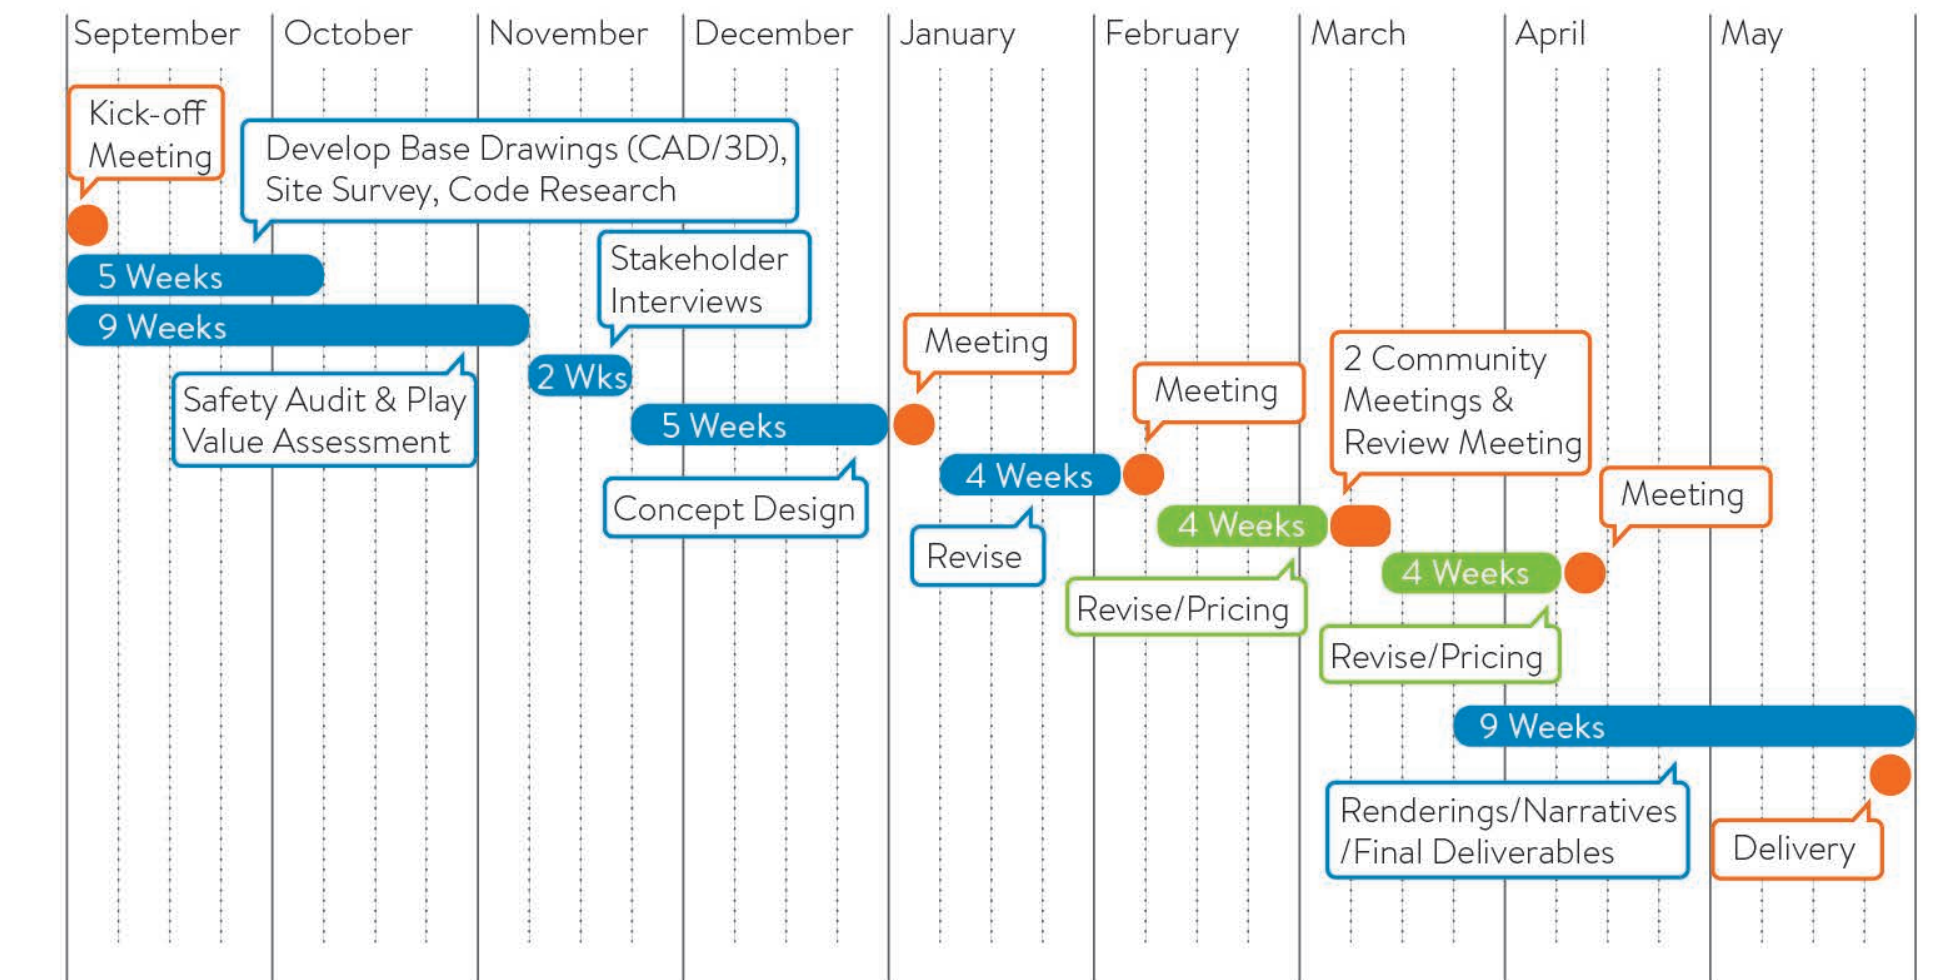 September
October
November
December
January
February
March
April
May
Kick-off
Meeting
Develop Base Drawings (CAD/3D),
Site Survey, Code Research
5 Weeks
Stakeholder
Interviews
9 Weeks
2 Wks
Safety Audit & Play
Value Assessment
Meeting
5 Weeks
Concept Design
Meeting
4 Weeks
Revise
2 Community
Meetings &
Review Meeting
4 Weeks
Revise/Pricing
Meeting
4 Weeks
Revise/Pricing
9 Weeks
Renderings/Narratives
/Final Deliverables
Delivery